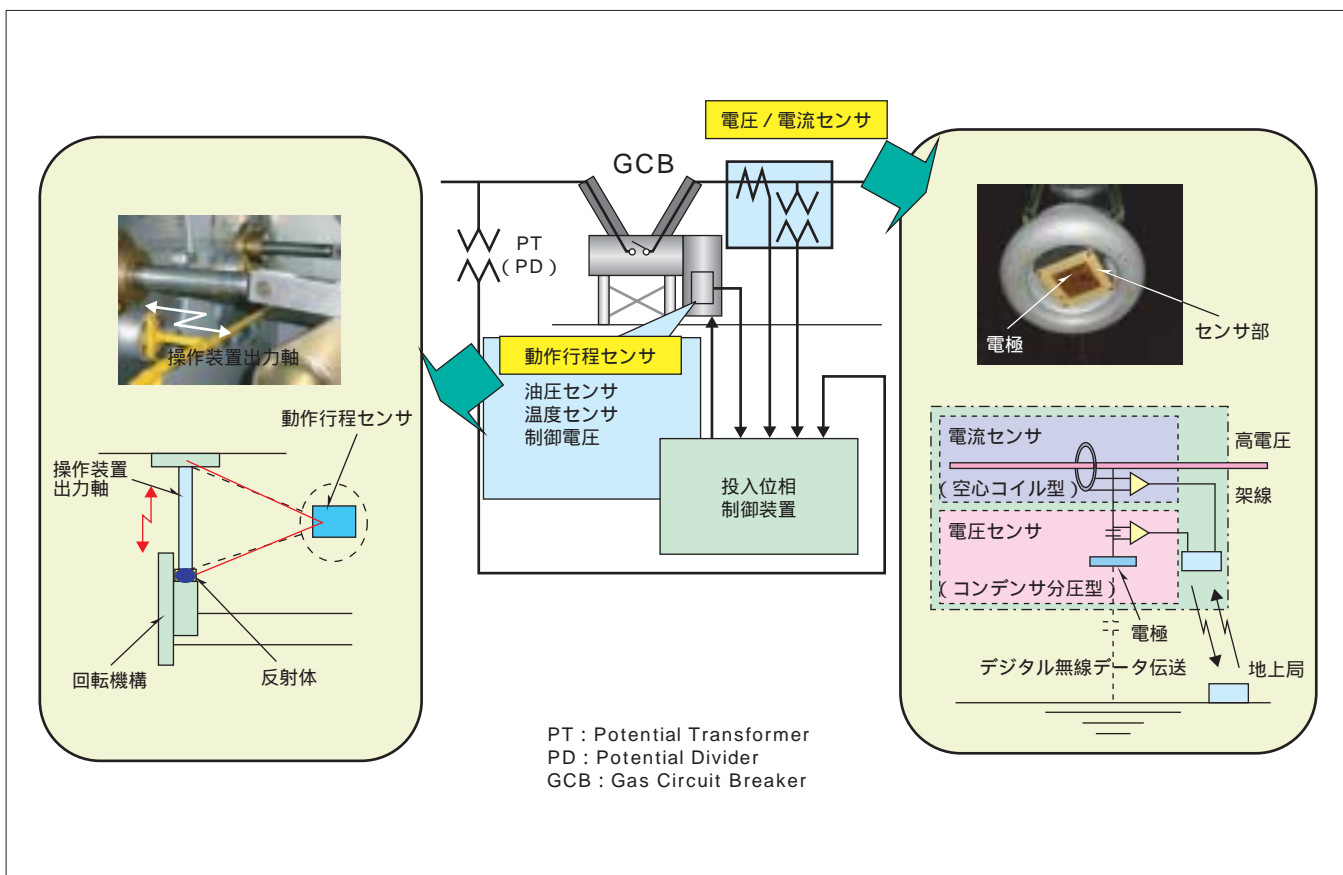 電圧 / 電流センサ
GCB
PT
( PD )
動作行程センサ
油圧センサ
温度センサ
制御電圧
投入位相
制御装置
操作装置出力軸
動作行程センサ
操作装置
出力軸
回転機構
反射体
電極
センサ部
電流センサ
(空心コイル型)
高電圧
架線
電圧センサ
(コンデンサ分圧型)
電極
デジタル無線データ伝送
地上局
PT : Potential Transformer
PD : Potential Divider
GCB : Gas Circuit Breaker